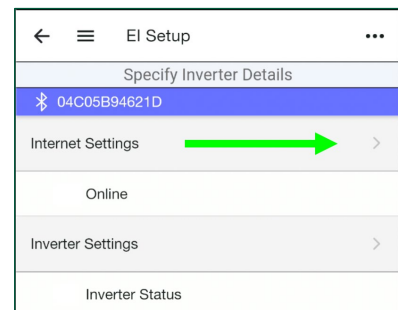 EI Setup
Specify Inverter Details
04C05B94621D
Internet Settings
Online
Inverter Settings
Inverter Status